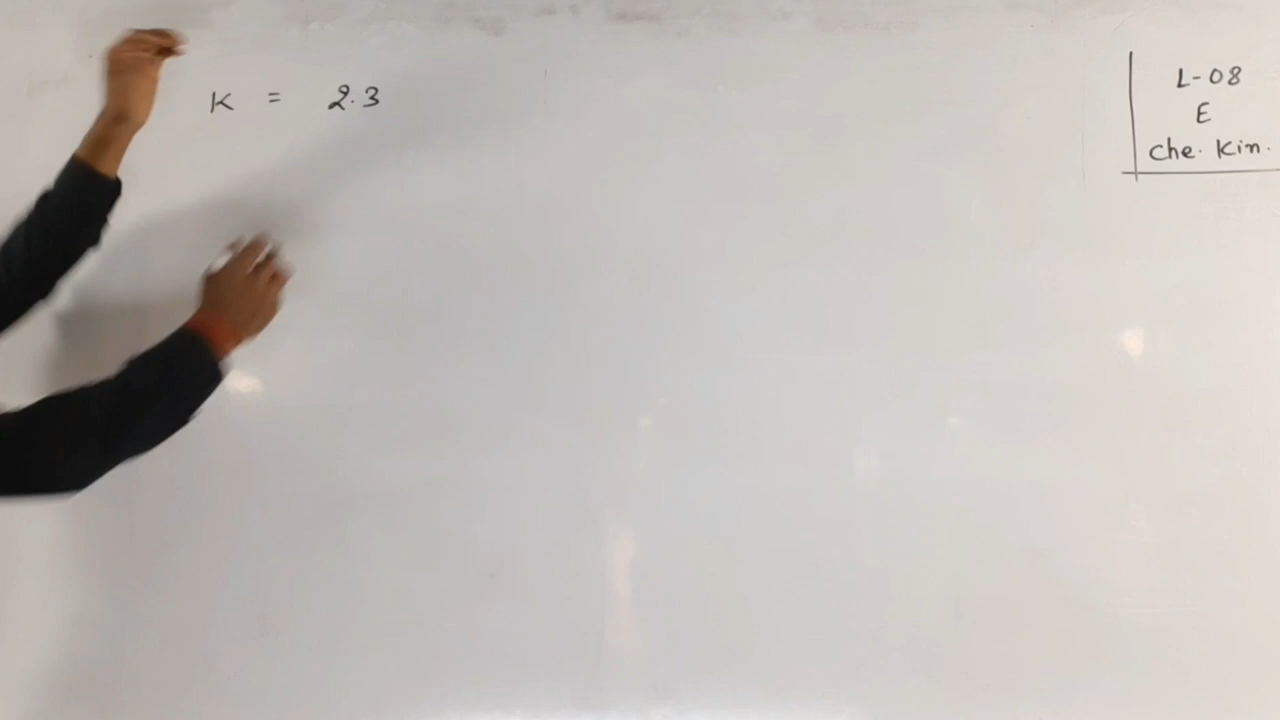 K = 2.3
L-08
E
Che. Kin.